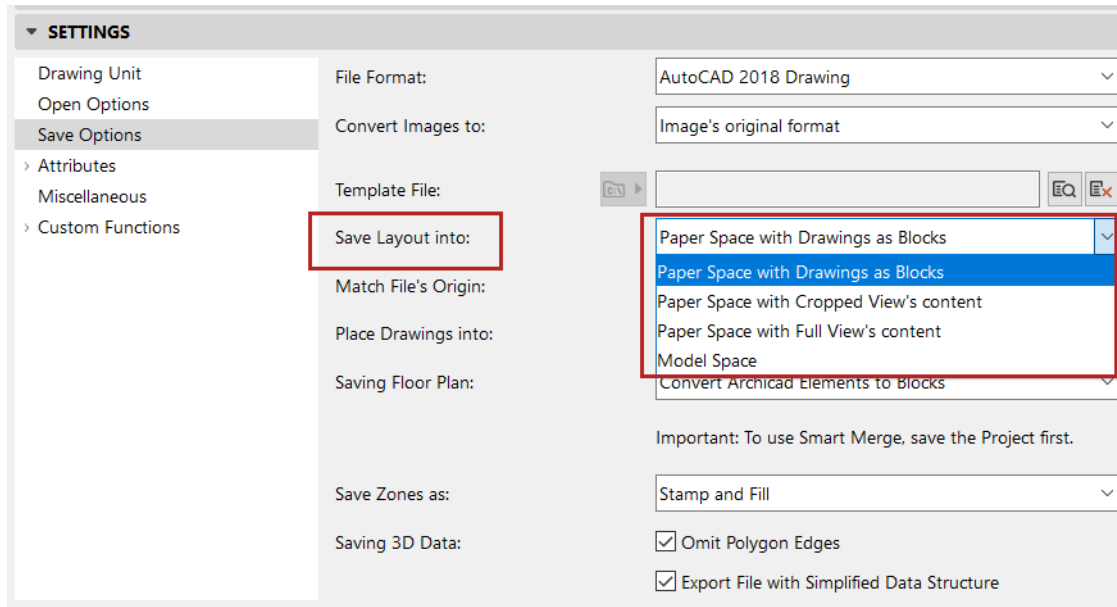 SETTINGS
Drawing Unit
Open Options
Save Options
Attributes
Miscellaneous
Custom Functions
File Format:
AutoCAD 2018 Drawing
Convert Images to:
Image's original format
Template File:
Save Layout into:
Paper Space with Drawings as Blocks
Paper Space with Drawings as Blocks
Paper Space with Cropped View's content
Paper Space with Full View's content
Model Space
Match File's Origin:
Place Drawings into:
Saving Floor Plan:
Convert Archicad Elements to Blocks
Important: To use Smart Merge, save the Project first.
Save Zones as:
Stamp and Fill
Saving 3D Data:
Omit Polygon Edges
Export File with Simplified Data Structure